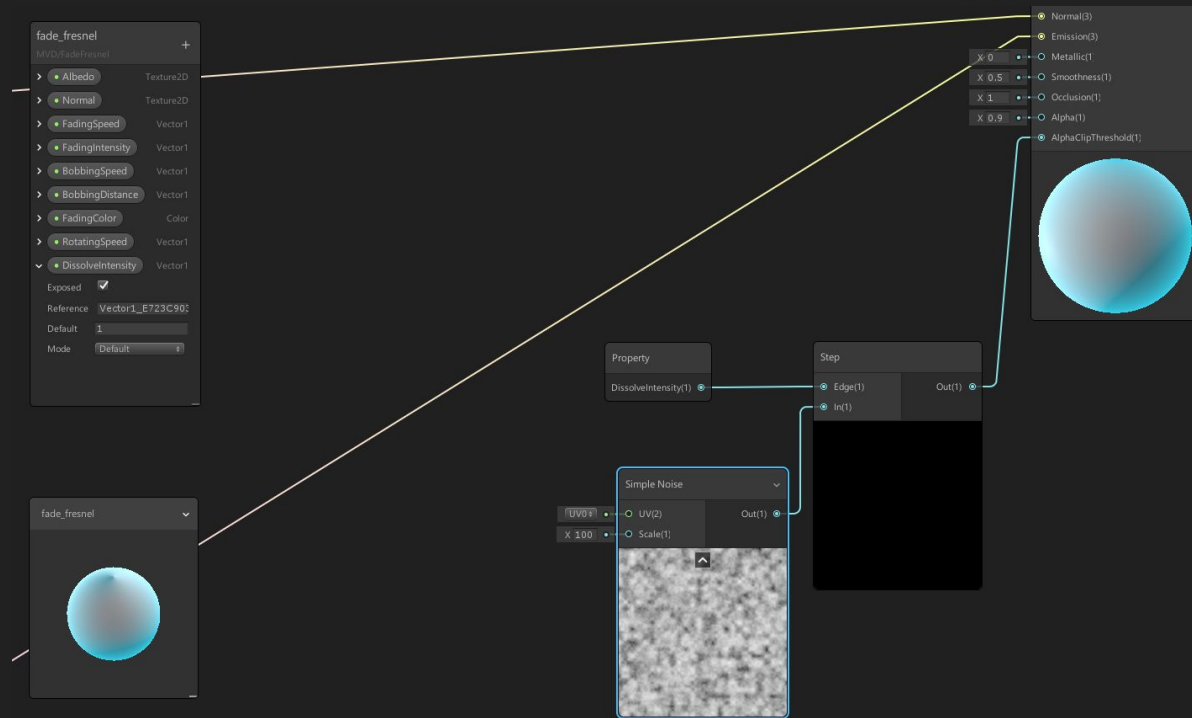 fade_fresnel
MVD/FadeFresnel
Albedo Texture2D
Normal Texture2D
FadingSpeed Vector1
FadingIntensity Vector1
BobbingSpeed Vector1
BobbingDistance Vector1
FadingColor Color
RotatingSpeed Vector1
DissolveIntensity Vector1
Exposed
Reference Vector1_E723C903
Default 1
Mode Default
Normal(3)
Emission(3)
X 0 Metallic(1)
X 0.5 Smoothness(1)
X 1 Occlusion(1)
X 0.9 Alpha(1)
AlphaClipThreshold(1)
Property
DissolveIntensity(1)
Step
Edge(1) Out(1)
In(1)
Simple Noise
UV0 UV(2) Out(1)
X 100 Scale(1)
fade_fresnel